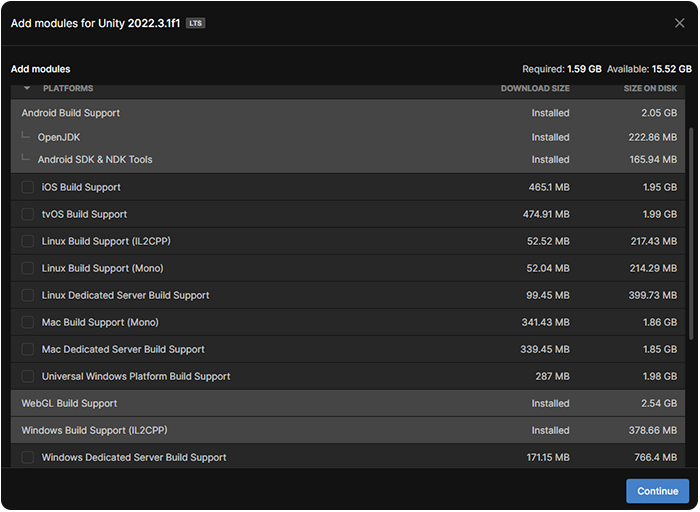 Add modules for Unity 2022.3.1f1 LTS
Add modules Required: 1.59 GB Available: 15.52 GB
PLATFORMS DOWNLOAD SIZE SIZE ON DISK
Android Build Support Installed 2.05 GB
OpenJDK Installed 222.86 MB
Android SDK & NDK Tools Installed 165.94 MB
iOS Build Support 465.1 MB 1.95 GB
tvOS Build Support 474.91 MB 1.99 GB
Linux Build Support (IL2CPP) 52.52 MB 217.43 MB
Linux Build Support (Mono) 52.04 MB 214.29 MB
Linux Dedicated Server Build Support 99.45 MB 399.73 MB
Mac Build Support (Mono) 341.43 MB 1.86 GB
Mac Dedicated Server Build Support 339.45 MB 1.85 GB
Universal Windows Platform Build Support 287 MB 1.98 GB
WebGL Build Support Installed 2.54 GB
Windows Build Support (IL2CPP) Installed 378.66 MB
Windows Dedicated Server Build Support 171.15 MB 766.4 MB
Continue